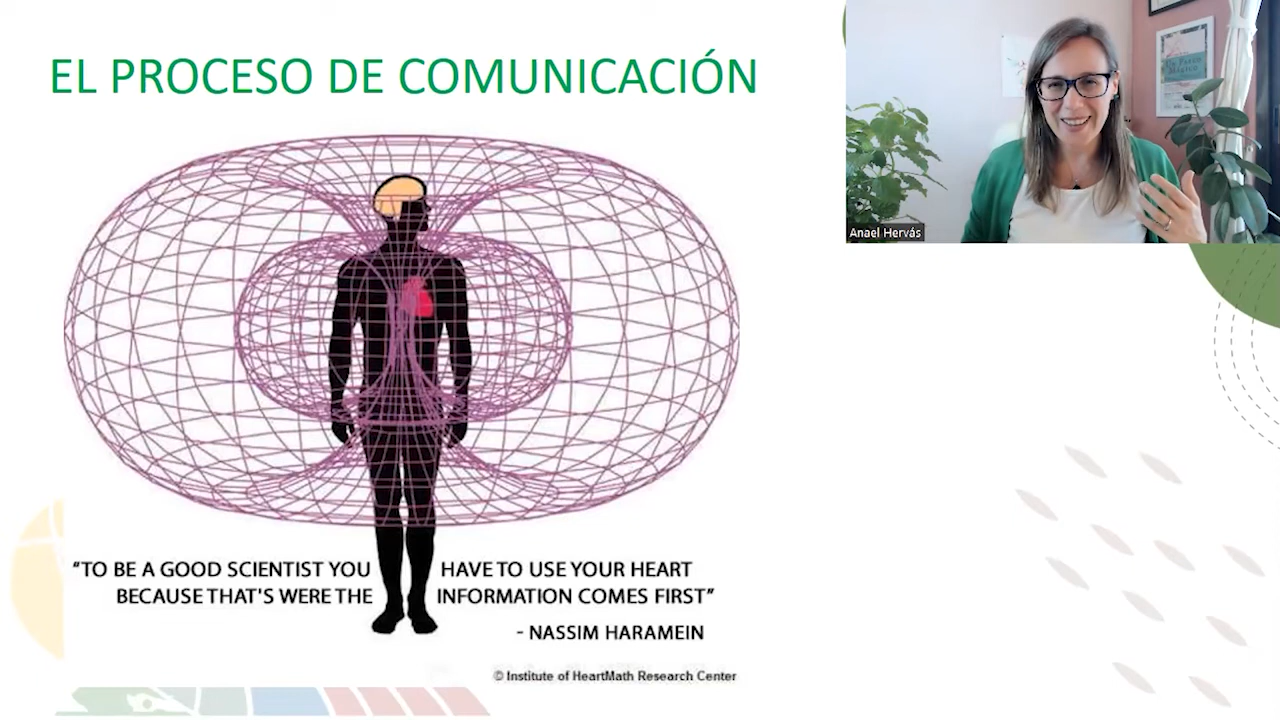 EL PROCESO DE COMUNICACIÓN
Anael Hervás
“TO BE A GOOD SCIENTIST YOU HAVE TO USE YOUR HEART
BECAUSE THAT'S WERE THE INFORMATION COMES FIRST”
- NASSIM HARAMEIN
© Institute of HeartMath Research Center